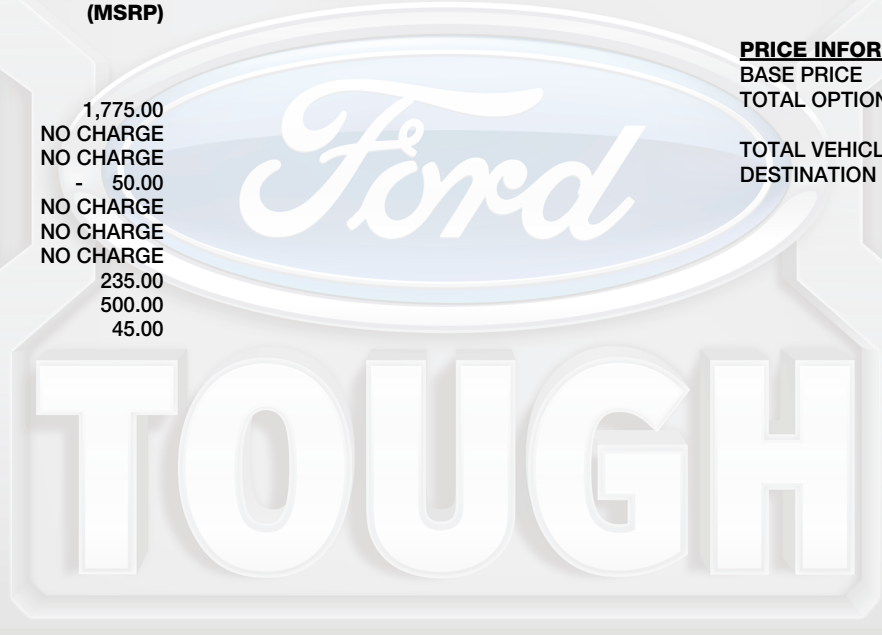 (MSRP)
1,775.00
NO CHARGE
NO CHARGE
- 50.00
NO CHARGE
NO CHARGE
NO CHARGE
235.00
500.00
45.00
PRICE INFOR
BASE PRICE
TOTAL OPTION
TOTAL VEHICL
DESTINATION
Ford
TOUGH